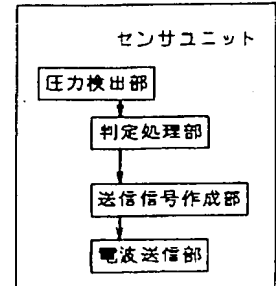 センサユニット
圧力検出部
判定処理部
送信信号作成部
電波送信部